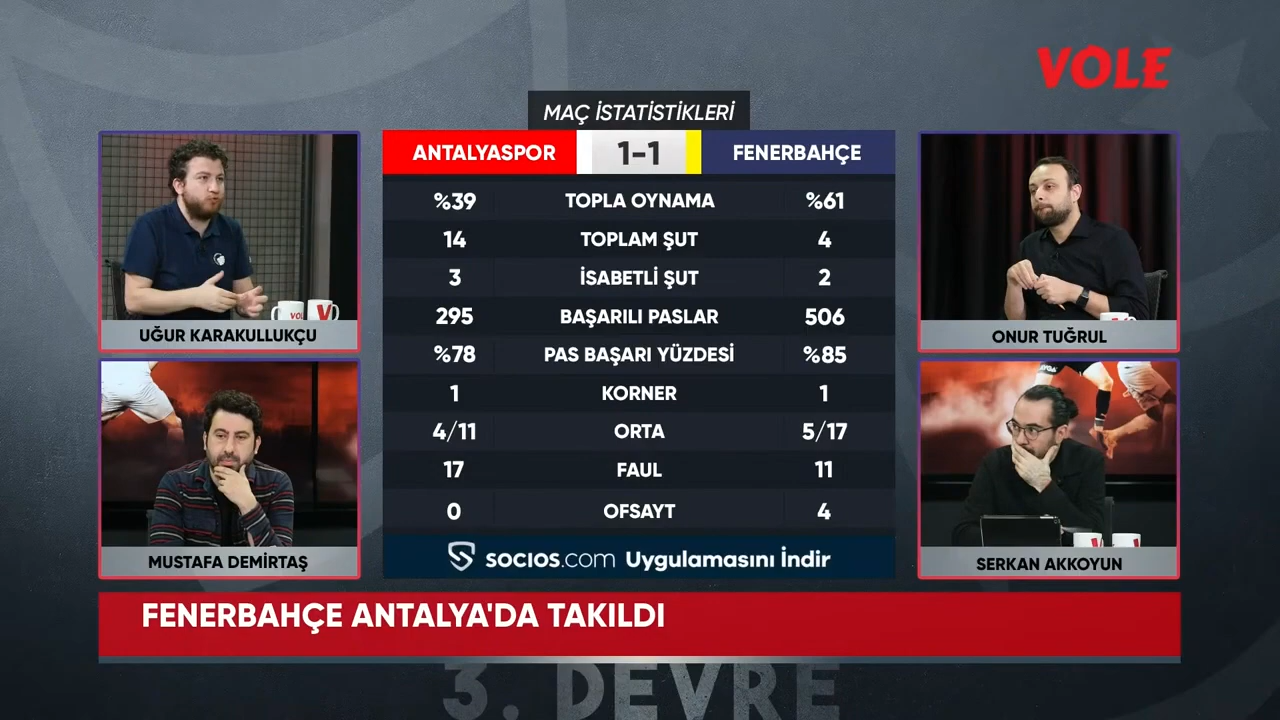 VOLE
MAÇ İSTATİSTİKLERİ
ANTALYASPOR 1-1 FENERBAHÇE
%39 TOPLA OYNAMA %61
14 TOPLAM ŞUT 4
3 İSABETLİ ŞUT 2
295 BAŞARILI PASLAR 506
%78 PAS BAŞARI YÜZDESİ %85
1 KORNER 1
4/11 ORTA 5/17
17 FAUL 11
0 OFSAYT 4
SOCIOS.com Uygulamasını İndir
UĞUR KARAKULLUKÇU
MUSTAFA DEMİRTAŞ
ONUR TUĞRUL
SERKAN AKKOYUN
FENERBAHÇE ANTALYA'DA TAKILDI
3. DEVRE